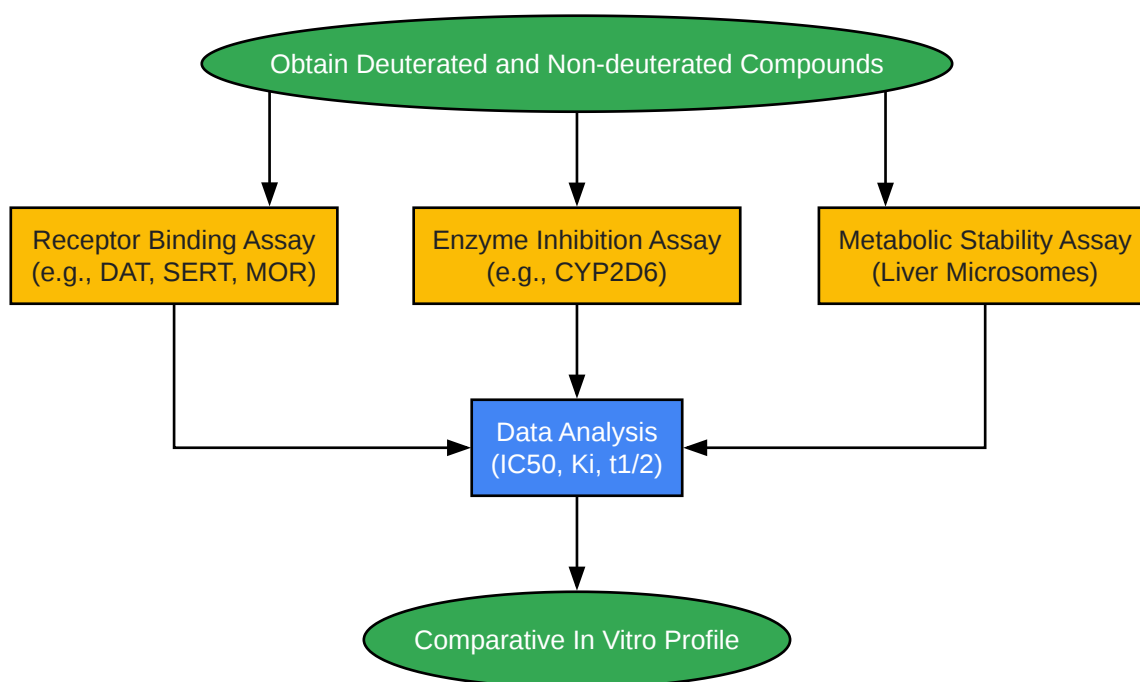 Obtain Deuterated and Non-deuterated Compounds
Receptor Binding Assay
(e.g., DAT, SERT, MOR)
Enzyme Inhibition Assay
(e.g., CYP2D6)
Metabolic Stability Assay
(Liver Microsomes)
Data Analysis
(IC50, Ki, t1/2)
Comparative In Vitro Profile